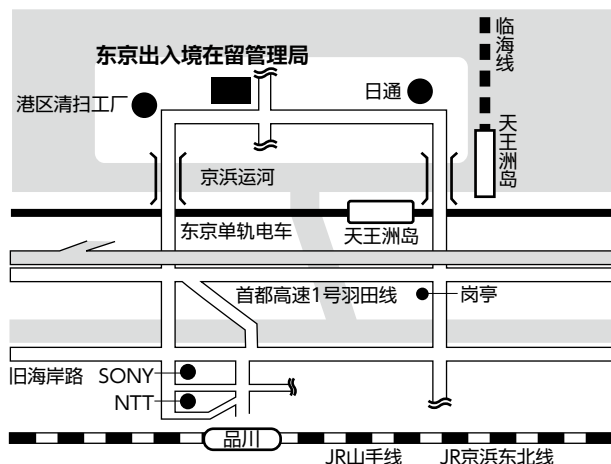 临海线
东京出入境在留管理局
日通
港区清扫工厂
天王洲岛
京浜运河
东京单轨电车
天王洲岛
首都高速1号羽田线
岗亭
旧海岸路
SONY
NTT
品川
JR山手线
JR京浜东北线